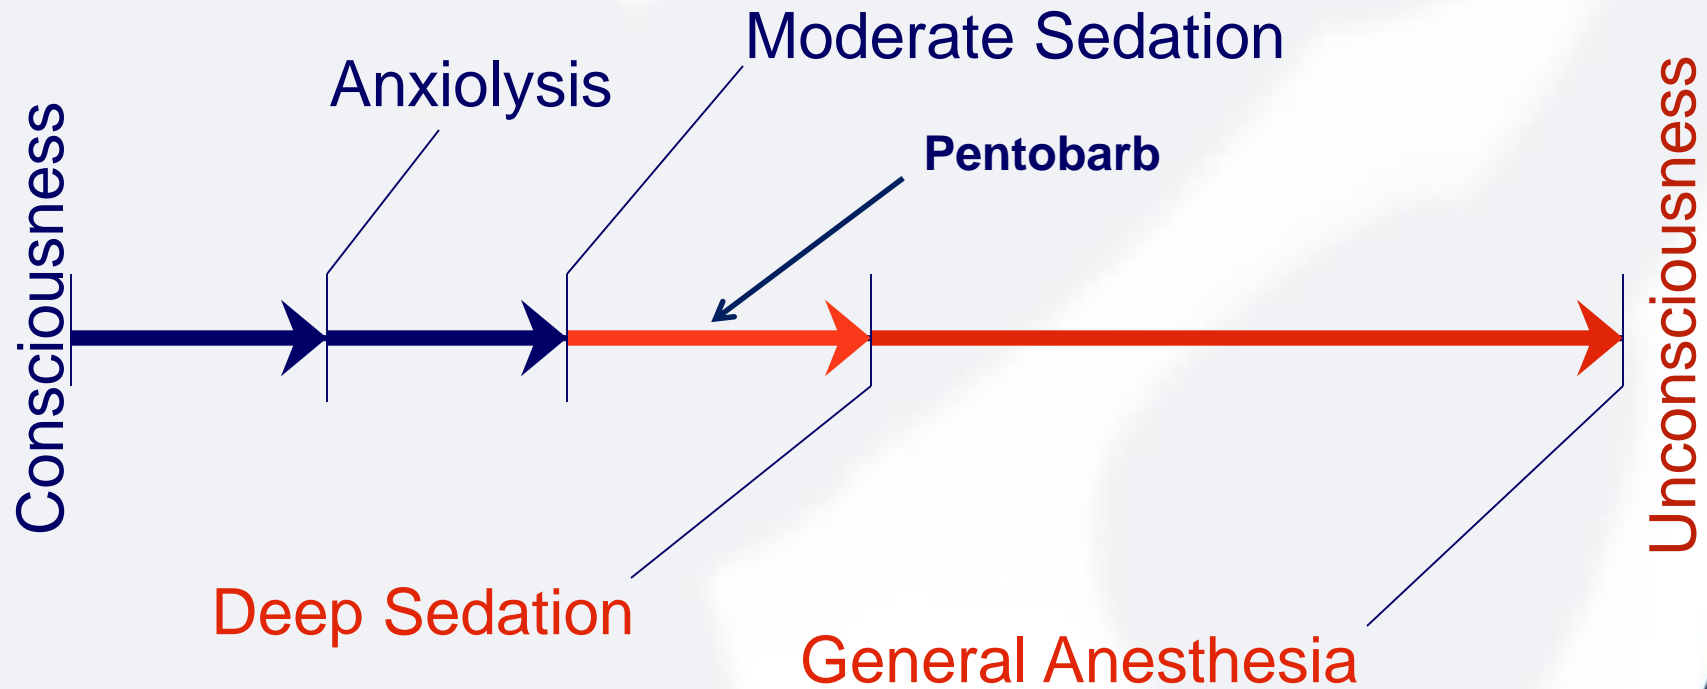 Moderate Sedation
Anxiolysis
Pentobarb
Consciousness
Unconsciousness
Deep Sedation
General Anesthesia